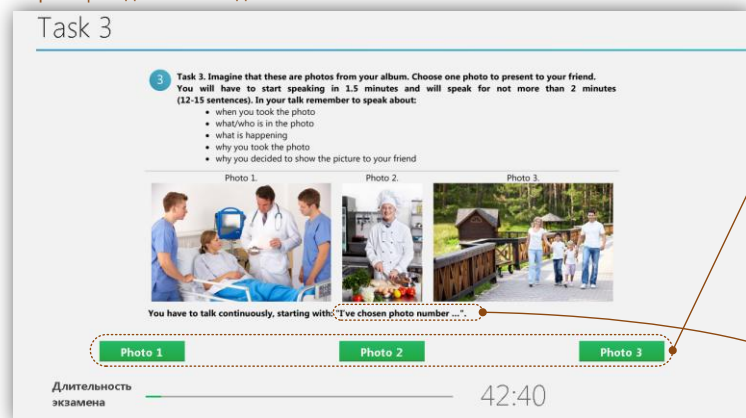 Task 3
3 Task 3. Imagine that these are photos from your album. Choose one photo to present to your friend.
You will have to start speaking in 1.5 minutes and will speak for not more than 2 minutes
(12-15 sentences). In your talk remember to speak about:
• when you took the photo
• what/who is in the photo
• what is happening
• why you took the photo
• why you decided to show the picture to your friend
Photo 1. Photo 2. Photo 3.
You have to talk continuously, starting with: "I've chosen photo number ...".
Photo 1 Photo 2 Photo 3
Длительность
экзамена
42:40